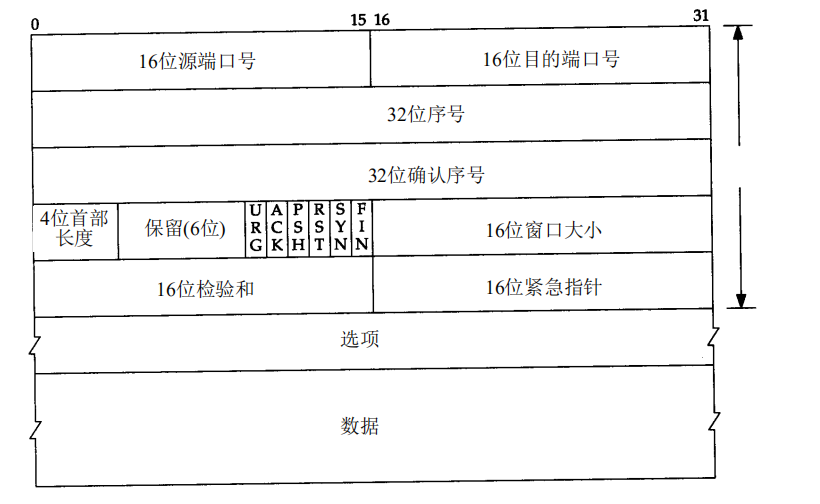 0 15 16 31
16位源端口号 16位目的端口号
32位序号
32位确认序号
4位首部
长度
保留(6位)
URG ACK PSH RST SYN FIN
16位窗口大小
16位检验和 16位紧急指针
选项
数据